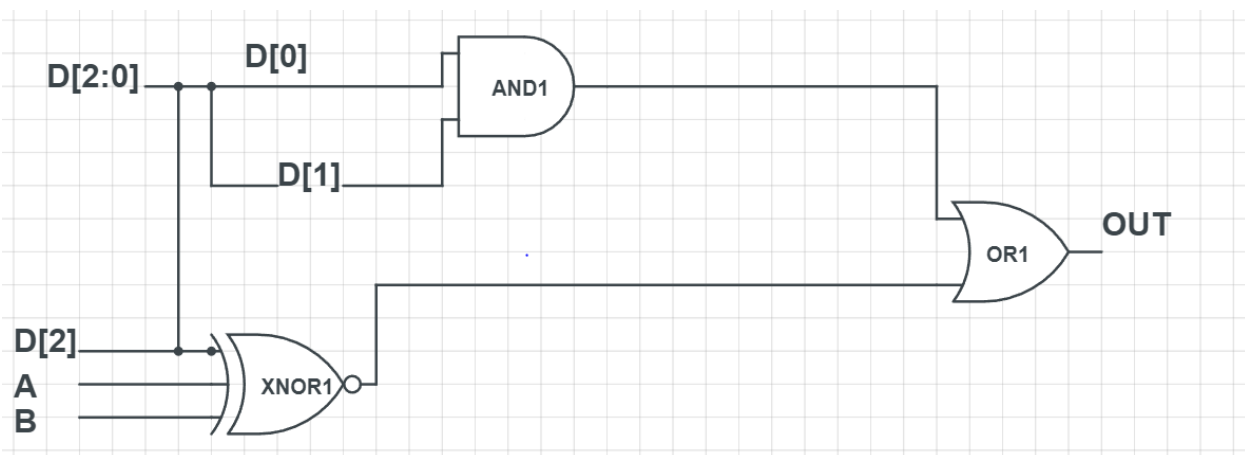 D[0]
D[2:0]
AND1
D[1]
OUT
OR1
D[2]
A
XNOR1
B